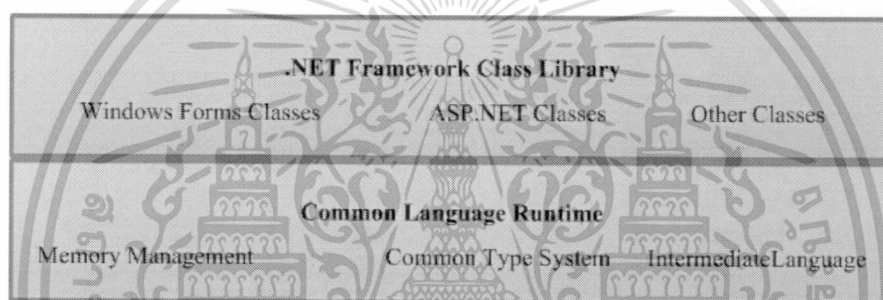 .NET Framework Class Library
Windows Forms Classes ASP.NET Classes Other Classes
Common Language Runtime
Memory Management Common Type System IntermediateLanguage